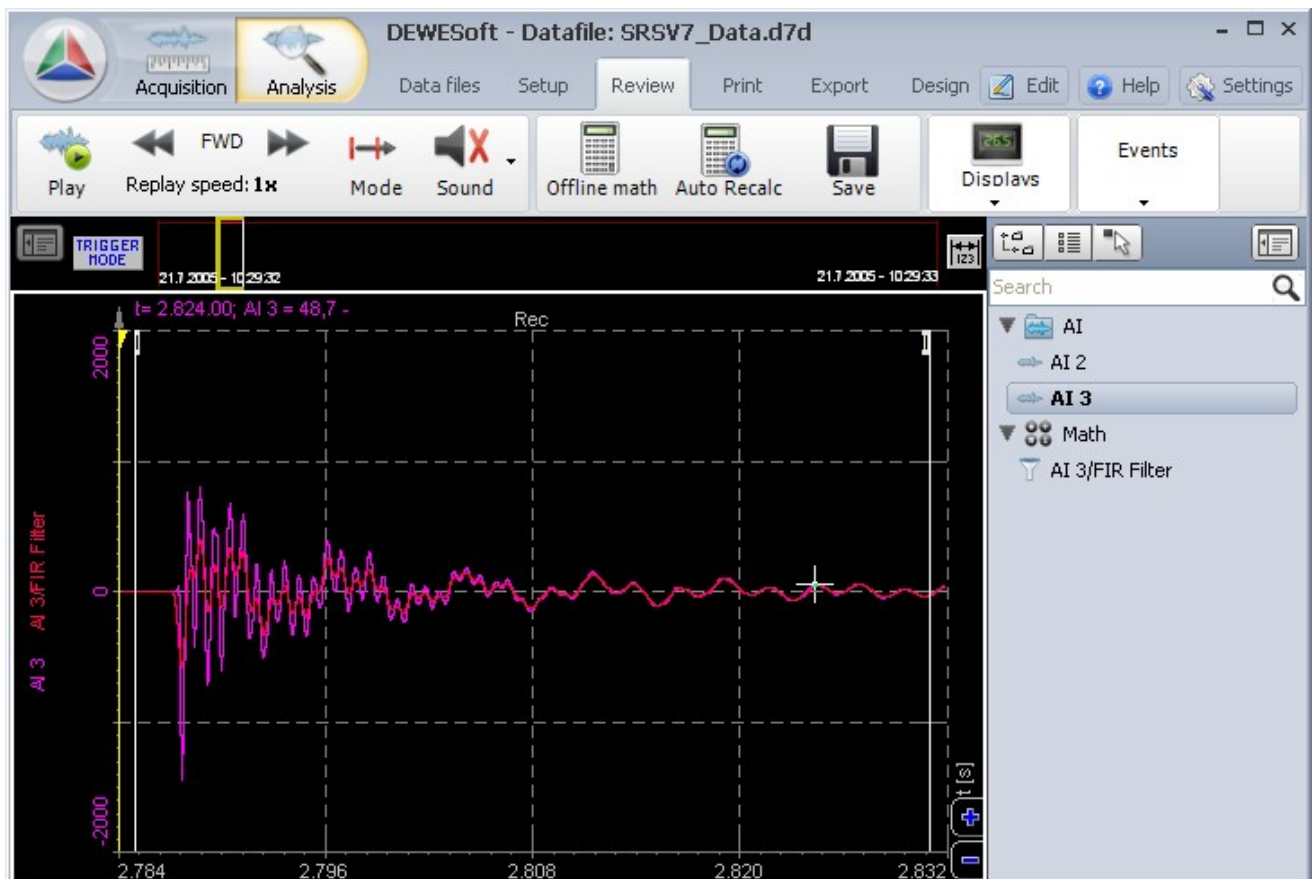 DEWESoft - Datafile: SRSV7_Data.d7d
Acquisition Analysis Data files Setup Review Print Export Design Edit Help Settings
FWD 265 Events
Play Replay speed: 1x Mode Sound Offline math Auto Recalc Save Displays
TRIGGER
MODE
21.7.2005 - 10:29:32 21.7.2005 - 10:29:33
123
Search
t= 2.824.00; AI 3 = 48,7 -
Rec
AI
AI 2
AI 3
Math
AI 3/FIR Filter
2000
0
-2000
AI 3 AI 3/FIR Filter
t [s]
2.784 2.796 2.808 2.820 2.832